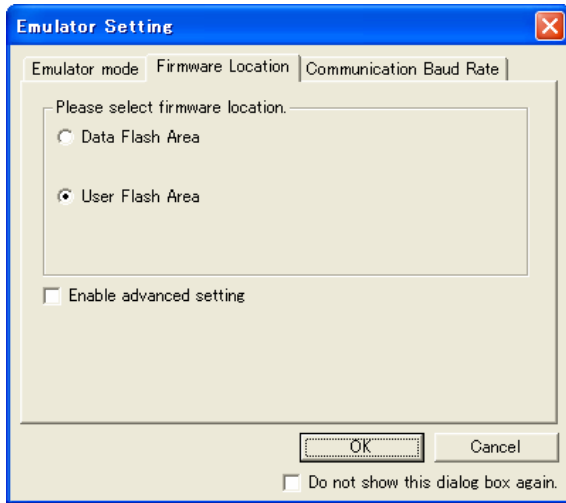 Emulator Setting
Emulator mode Firmware Location Communication Baud Rate
Please select firmware location.
Data Flash Area
User Flash Area
Enable advanced setting
OK Cancel
Do not show this dialog box again.